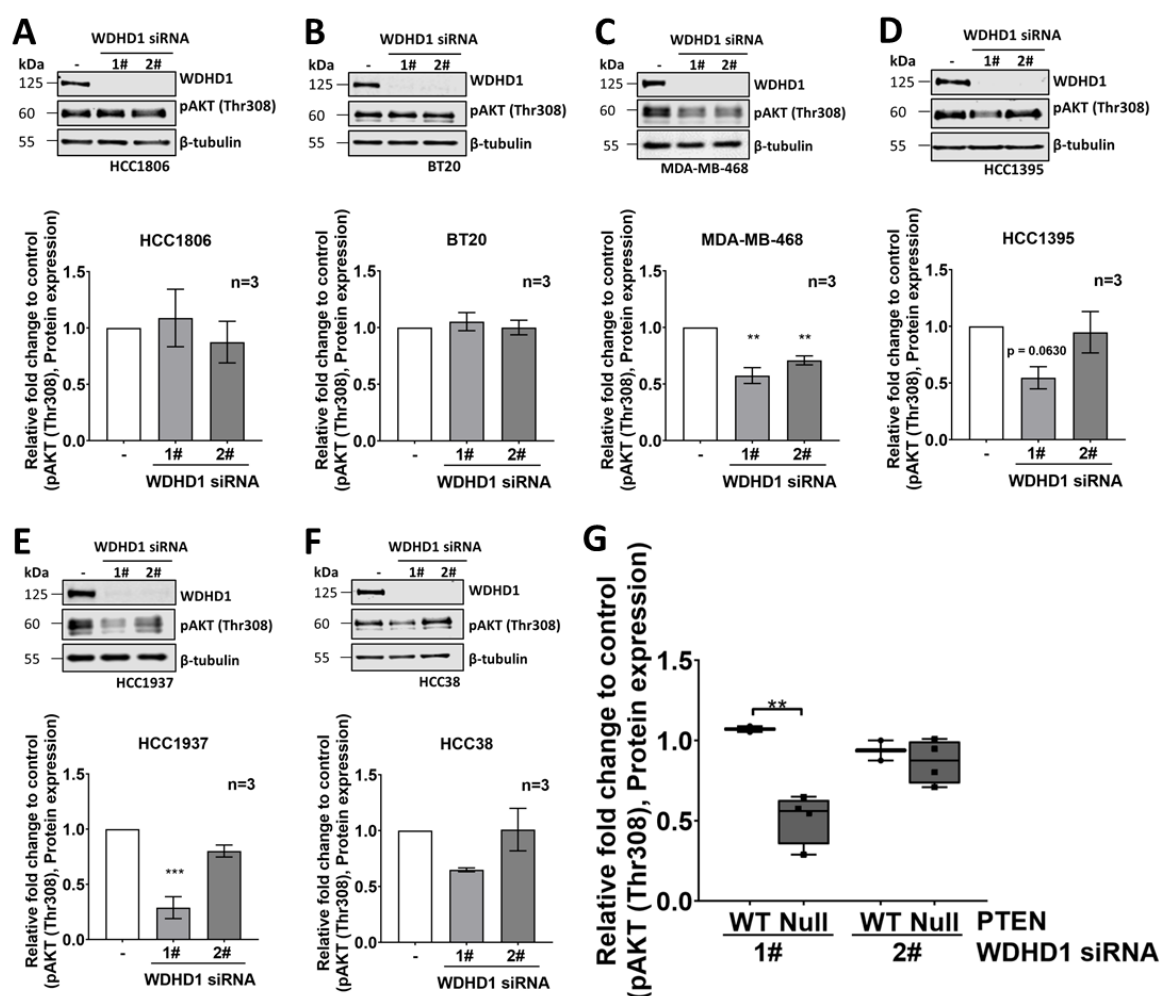 A
WDHD1 siRNA
kDa - 1# 2#
125 WDHD1
60 pAKT (Thr308)
55 β-tubulin
HCC1806
HCC1806
Relative fold change to control
(pAKT (Thr308), Protein expression)
n=3
1.5
1.0
0.5
0.0
- 1# 2#
WDHD1 siRNA
B
WDHD1 siRNA
kDa - 1# 2#
125 WDHD1
60 pAKT (Thr308)
55 β-tubulin
BT20
BT20
Relative fold change to control
(pAKT (Thr308), Protein expression)
n=3
1.5
1.0
0.5
0.0
- 1# 2#
WDHD1 siRNA
C
WDHD1 siRNA
kDa - 1# 2#
125 WDHD1
60 pAKT (Thr308)
55 β-tubulin
MDA-MB-468
MDA-MB-468
Relative fold change to control
(pAKT (Thr308), Protein expression)
n=3
1.5
1.0
0.5
0.0
** **
- 1# 2#
WDHD1 siRNA
D
WDHD1 siRNA
kDa - 1# 2#
125 WDHD1
60 pAKT (Thr308)
55 β-tubulin
HCC1395
HCC1395
Relative fold change to control
(pAKT (Thr308), Protein expression)
n=3
1.5
1.0
0.5
0.0
p = 0.0630
- 1# 2#
WDHD1 siRNA
E
WDHD1 siRNA
kDa - 1# 2#
125 WDHD1
60 pAKT (Thr308)
55 β-tubulin
HCC1937
HCC1937
Relative fold change to control
(pAKT (Thr308), Protein expression)
n=3
1.5
1.0
0.5
0.0
***
- 1# 2#
WDHD1 siRNA
F
WDHD1 siRNA
kDa - 1# 2#
125 WDHD1
60 pAKT (Thr308)
55 β-tubulin
HCC38
HCC38
Relative fold change to control
(pAKT (Thr308), Protein expression)
n=3
1.5
1.0
0.5
0.0
- 1# 2#
WDHD1 siRNA
G
Relative fold change to control
(pAKT (Thr308), Protein expression)
1.5
1.0
0.5
0.0
**
WT Null WT Null PTEN
1# 2# WDHD1 siRNA